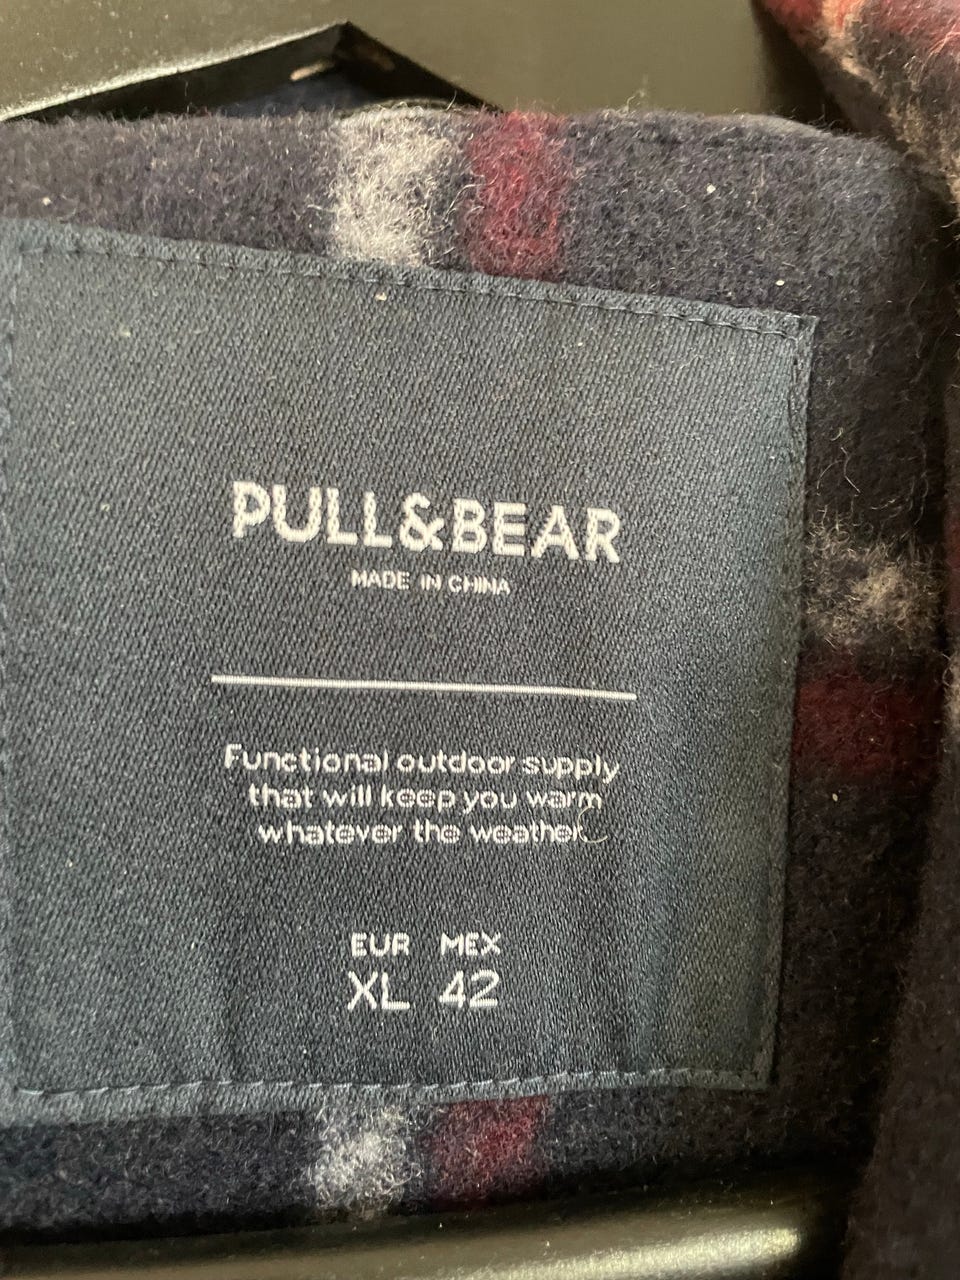 PULL&BEAR
MADE IN CHINA
Functional outdoor supply
that will keep you warm
whatever the weather
EUR MEX
XL 42